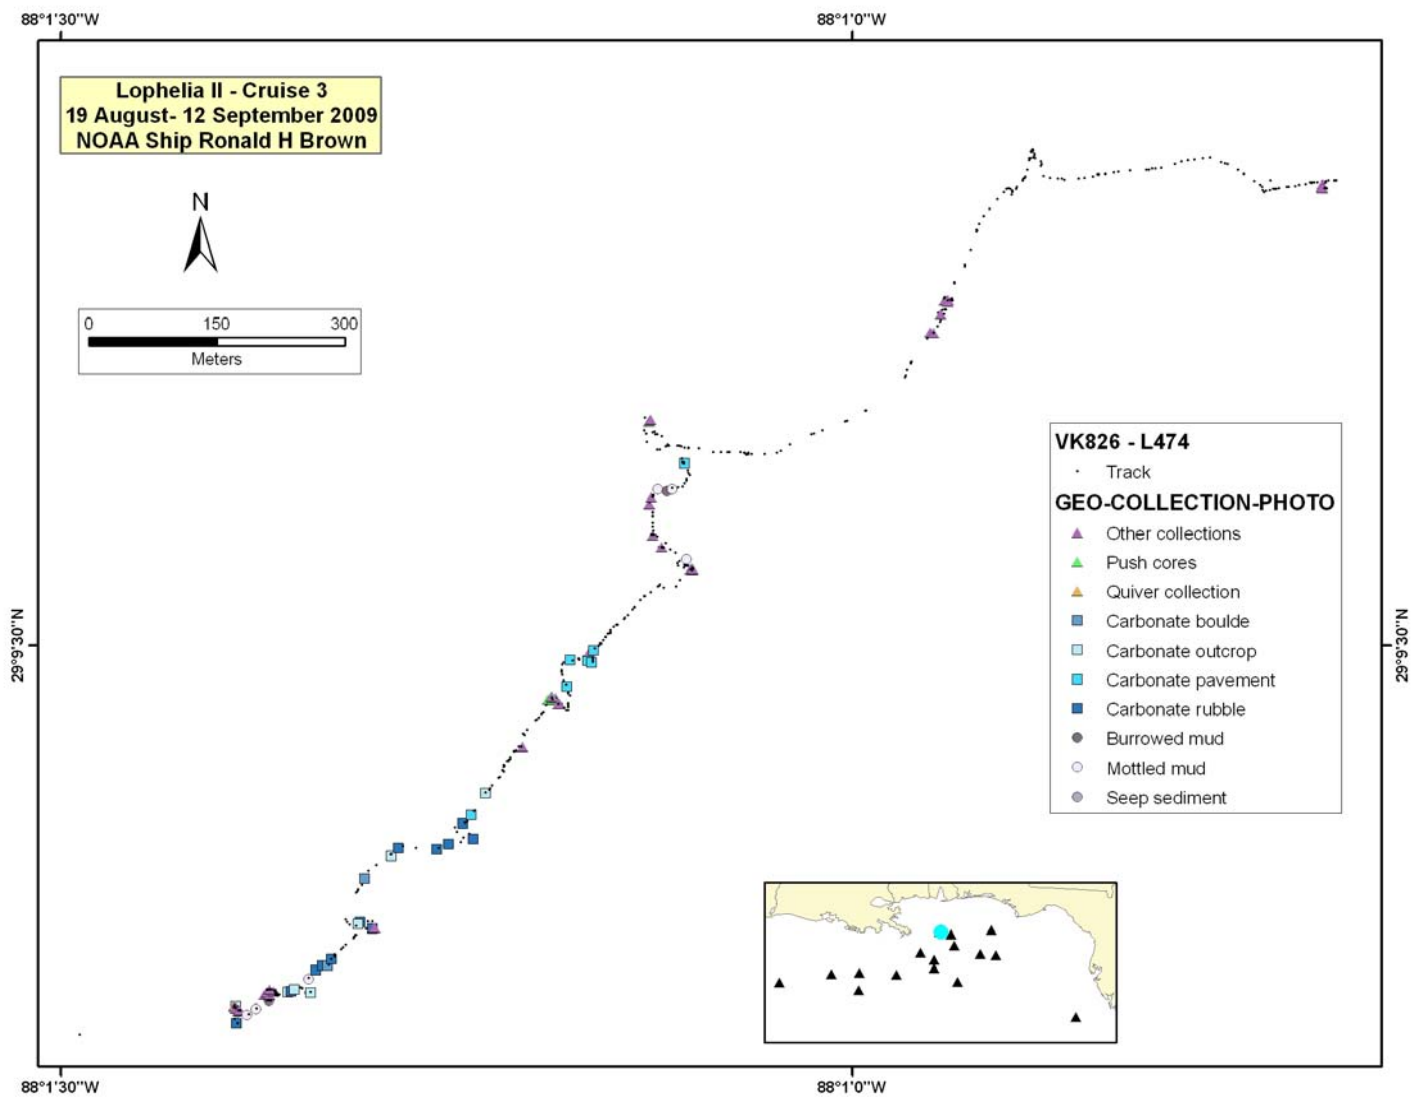 88°1'30"W
88°1'0"W
Lophelia II - Cruise 3
19 August- 12 September 2009
NOAA Ship Ronald H Brown
N
0 150 300
Meters
VK826 - L474
Track
GEO-COLLECTION-PHOTO
Other collections
Push cores
Quiver collection
Carbonate boulde
Carbonate outcrop
Carbonate pavement
Carbonate rubble
Burrowed mud
Mottled mud
Seep sediment
29°9'30"N
29°9'30"N
88°1'30"W
88°1'0"W